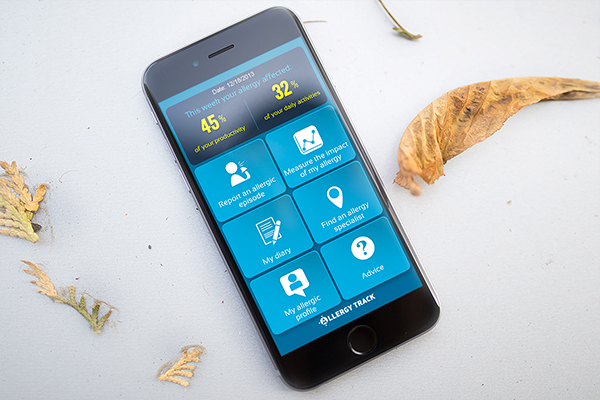 Date: 12/16/2013
This week your allergy affected:
45%
of your productivity
32%
of your daily activities
Report an allergic
episode
Measure the impact
of my allergy
My diary
Find an allergy
specialist
My allergic
profile
Advice
ALLERGY TRACK